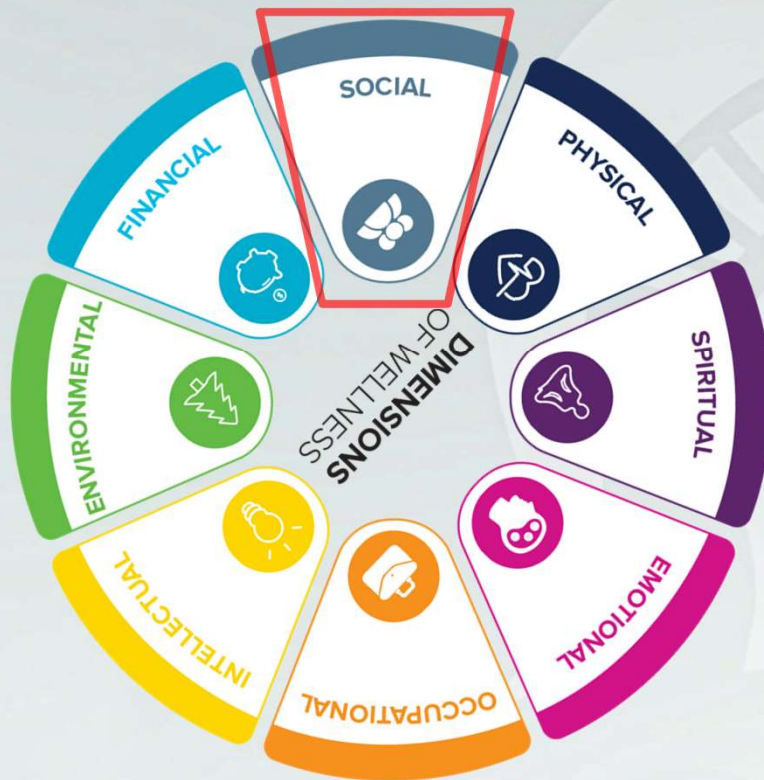 SOCIAL
PHYSICAL
SPIRITUAL
EMOTIONAL
OCCUPATIONAL
INTELLECTUAL
ENVIRONMENTAL
FINANCIAL
DIMENSIONS
OF WELLNESS